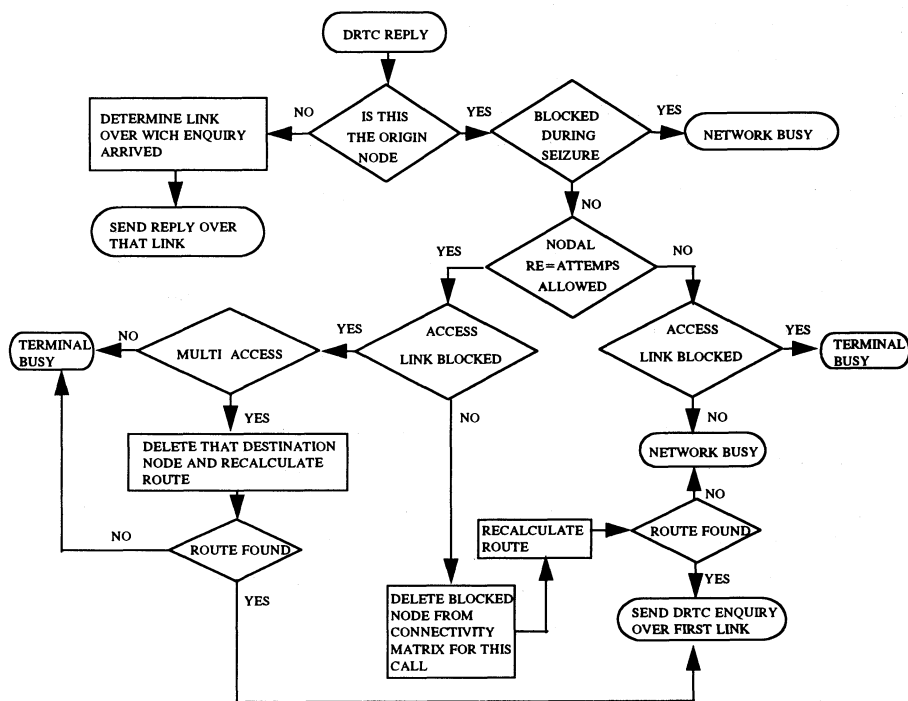 DRTC REPLY
NO
IS THIS
THE ORIGIN
NODE
YES
BLOCKED
DURING
SEIZURE
YES
NETWORK BUSY
DETERMINE LINK
OVER WICH ENQUIRY
ARRIVED
SEND REPLY OVER
THAT LINK
NO
YES
NODAL
RE=ATTEMPS
ALLOWED
NO
TERMINAL
BUSY
NO
MULTI ACCESS
YES
ACCESS
LINK BLOCKED
ACCESS
LINK BLOCKED
YES
TERMINAL
BUSY
YES
NO
NO
DELETE THAT DESTINATION
NODE AND RECALCULATE
ROUTE
NETWORK BUSY
NO
NO
ROUTE FOUND
RECALCULATE
ROUTE
ROUTE FOUND
YES
YES
DELETE BLOCKED
NODE FROM
CONNECTIVITY
MATRIX FOR THIS
CALL
SEND DRTC ENQUIRY
OVER FIRST LINK